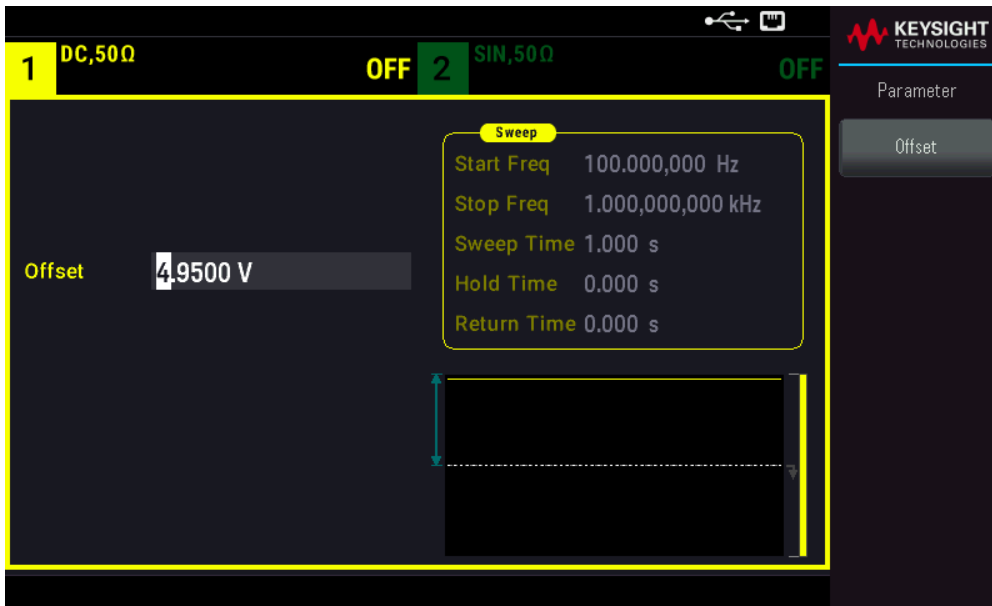 KEYSIGHT
TECHNOLOGIES
1 DC,50Ω OFF 2 SIN,50Ω OFF
Parameter
Offset
Sweep
Start Freq 100.000,000 Hz
Stop Freq 1.000,000,000 kHz
Sweep Time 1.000 s
Offset 4.9500 V
Hold Time 0.000 s
Return Time 0.000 s